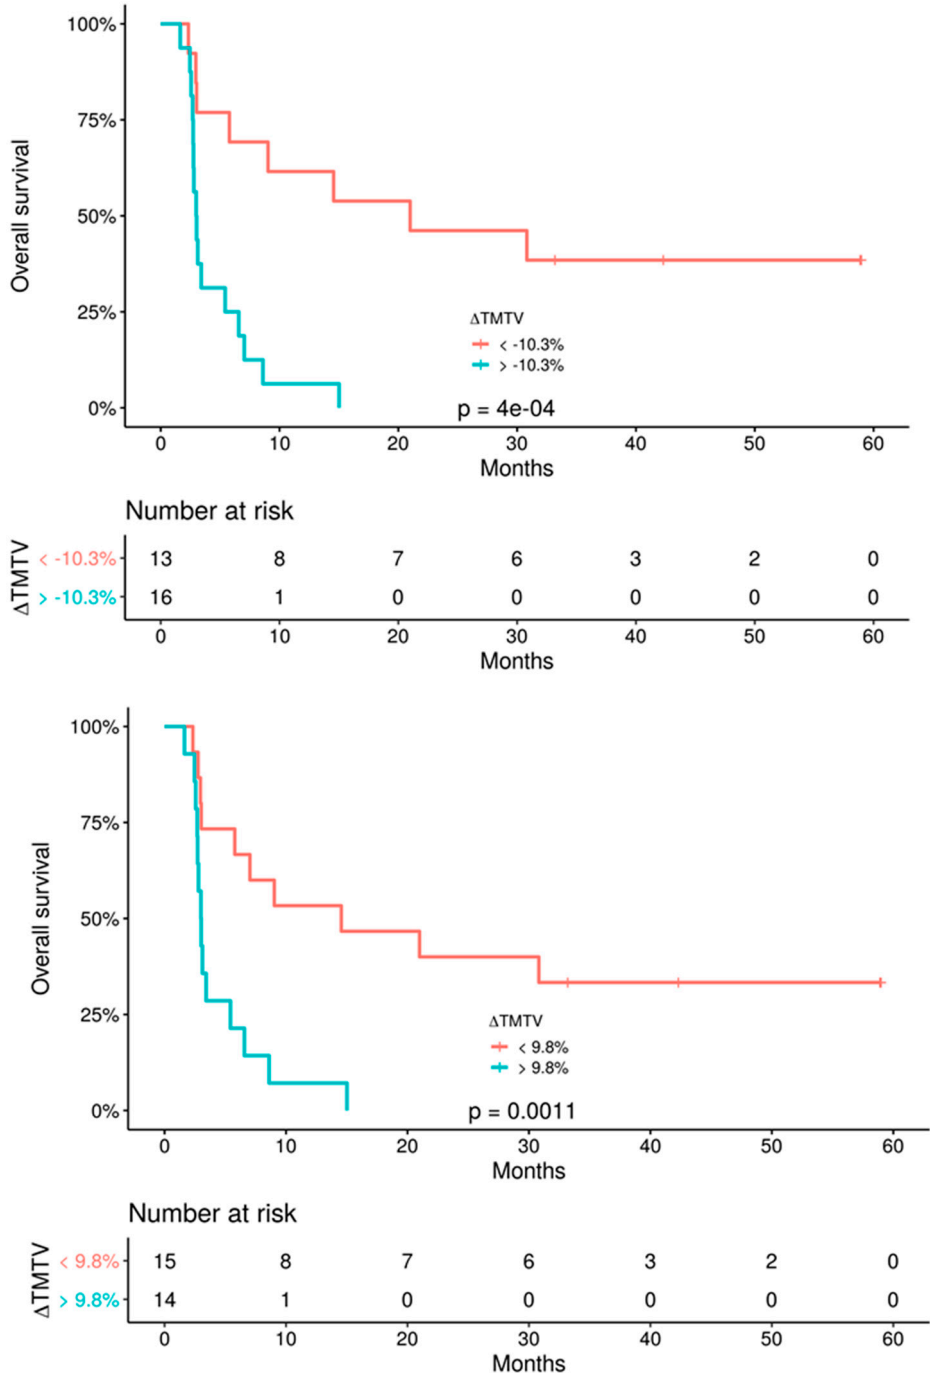 100%
75%
50%
25%
0%
Overall survival
ΔTMTV
< -10.3%
> -10.3%
p = 4e-04
0 10 20 30 40 50 60
Months
Number at risk
ΔTMTV
< -10.3% 13 8 7 6 3 2 0
> -10.3% 16 1 0 0 0 0 0
0 10 20 30 40 50 60
Months
100%
75%
50%
25%
0%
Overall survival
ΔTMTV
< 9.8%
> 9.8%
p = 0.0011
0 10 20 30 40 50 60
Months
Number at risk
ΔTMTV
< 9.8% 15 8 7 6 3 2 0
> 9.8% 14 1 0 0 0 0 0
0 10 20 30 40 50 60
Months